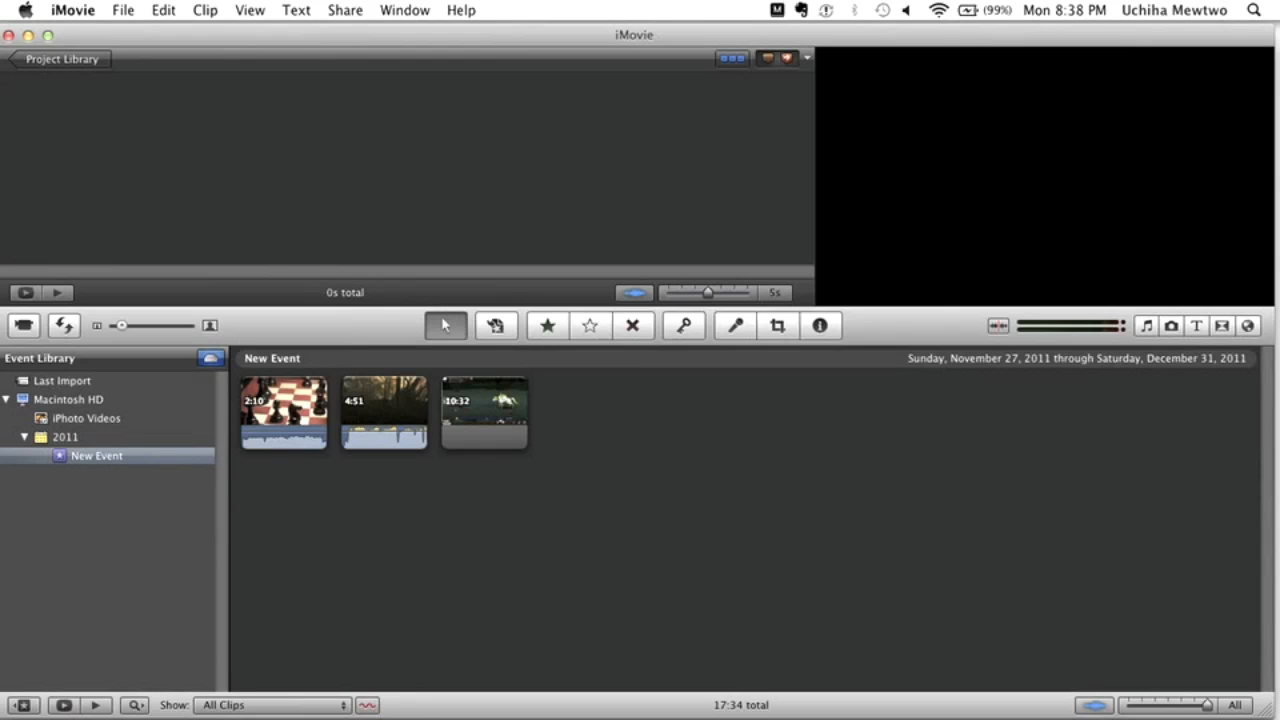 iMovie File Edit Clip View Text Share Window Help (99%) Mon 8:38 PM Uchiha Mewtwo
iMovie
Project Library
0s total 5s
Event Library
New Event Sunday, November 27, 2011 through Saturday, December 31, 2011
Last Import
Macintosh HD
iPhoto Videos
2011
New Event
2:10 4:51 10:32
Show: All Clips 17:34 total All